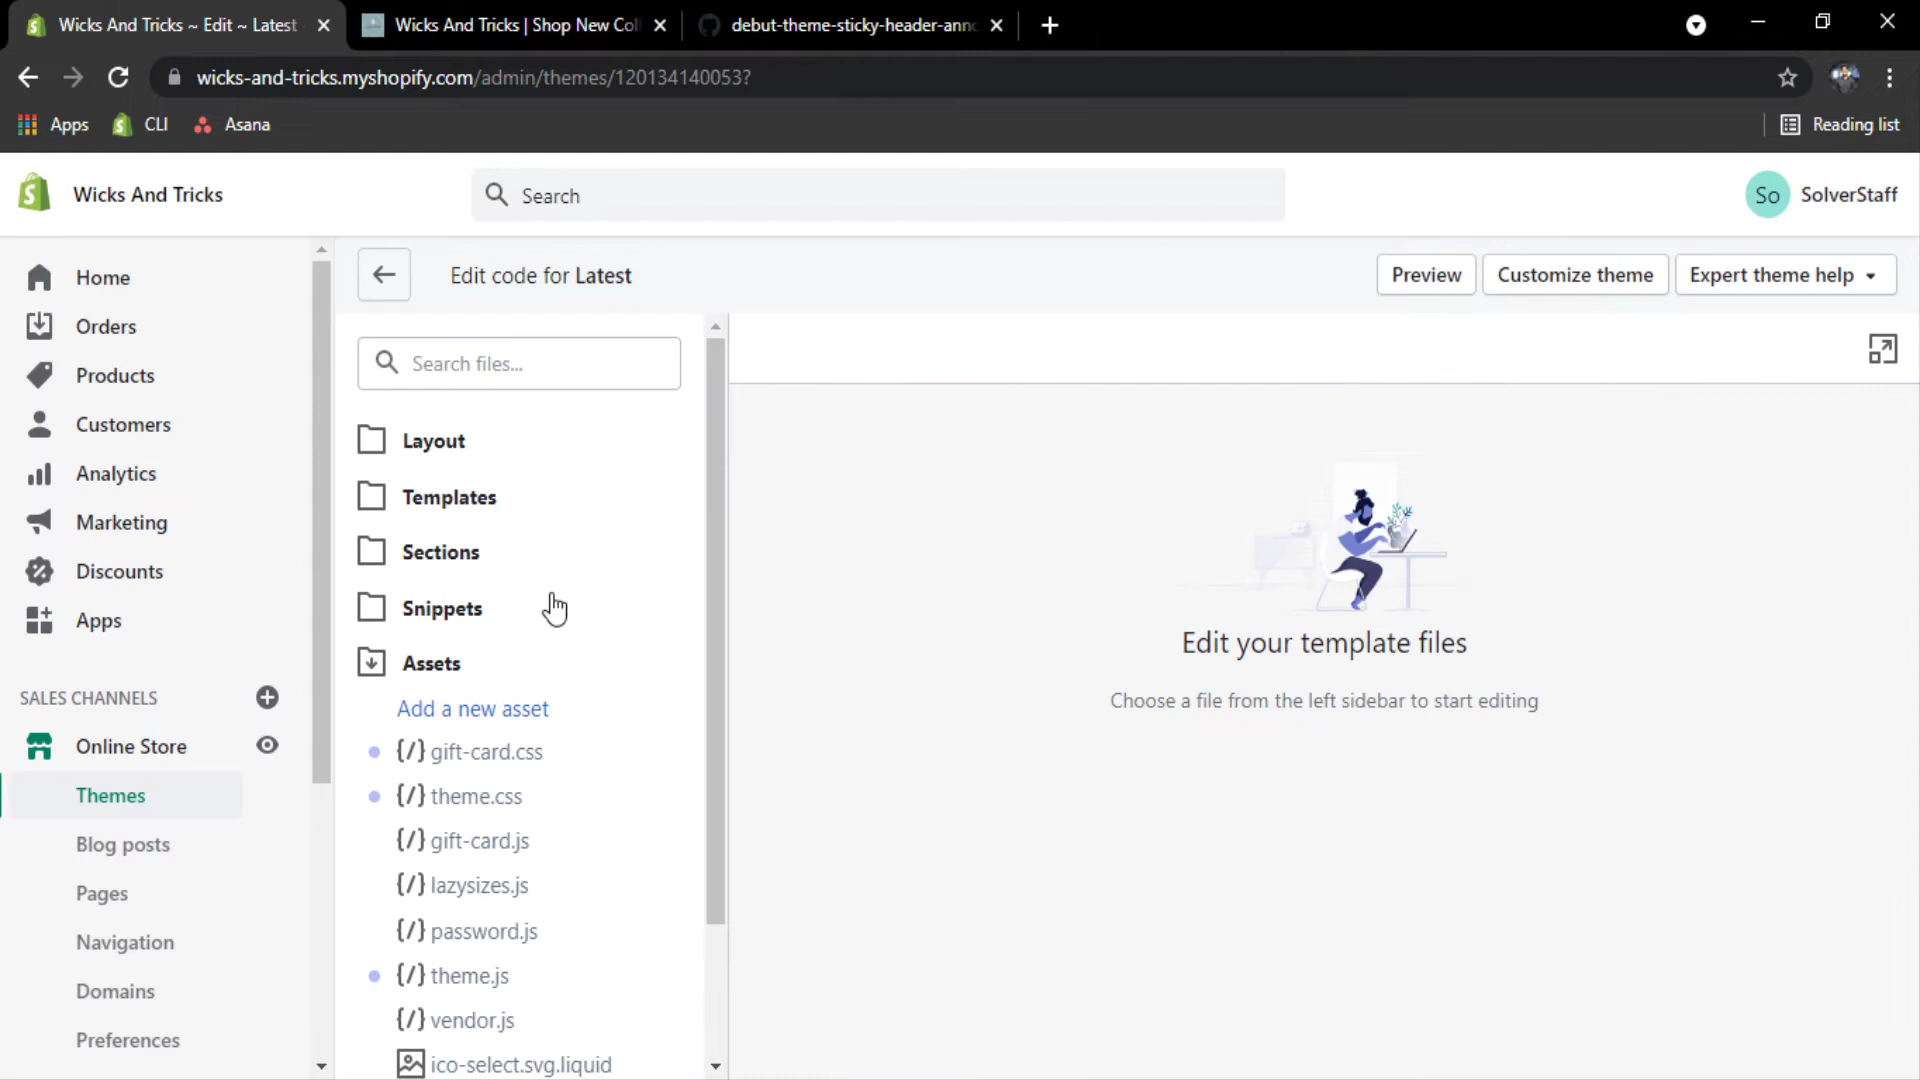 Wicks And Tricks ~ Edit ~ Latest
Wicks And Tricks | Shop New Col
debut-theme-sticky-header-anno
wicks-and-tricks.myshopify.com/admin/themes/120134140053?
Apps
CLI
Asana
Reading list
Wicks And Tricks
Search
So
SolverStaff
Home
Orders
Products
Customers
Analytics
Marketing
Discounts
Apps
SALES CHANNELS
Online Store
Themes
Blog posts
Pages
Navigation
Domains
Preferences
Edit code for Latest
Preview
Customize theme
Expert theme help
Search files...
Layout
Templates
Sections
Snippets
Assets
Add a new asset
{/} gift-card.css
{/} theme.css
{/} gift-card.js
{/} lazysizes.js
{/} password.js
{/} theme.js
{/} vendor.js
ico-select.svg.liquid
Edit your template files
Choose a file from the left sidebar to start editing